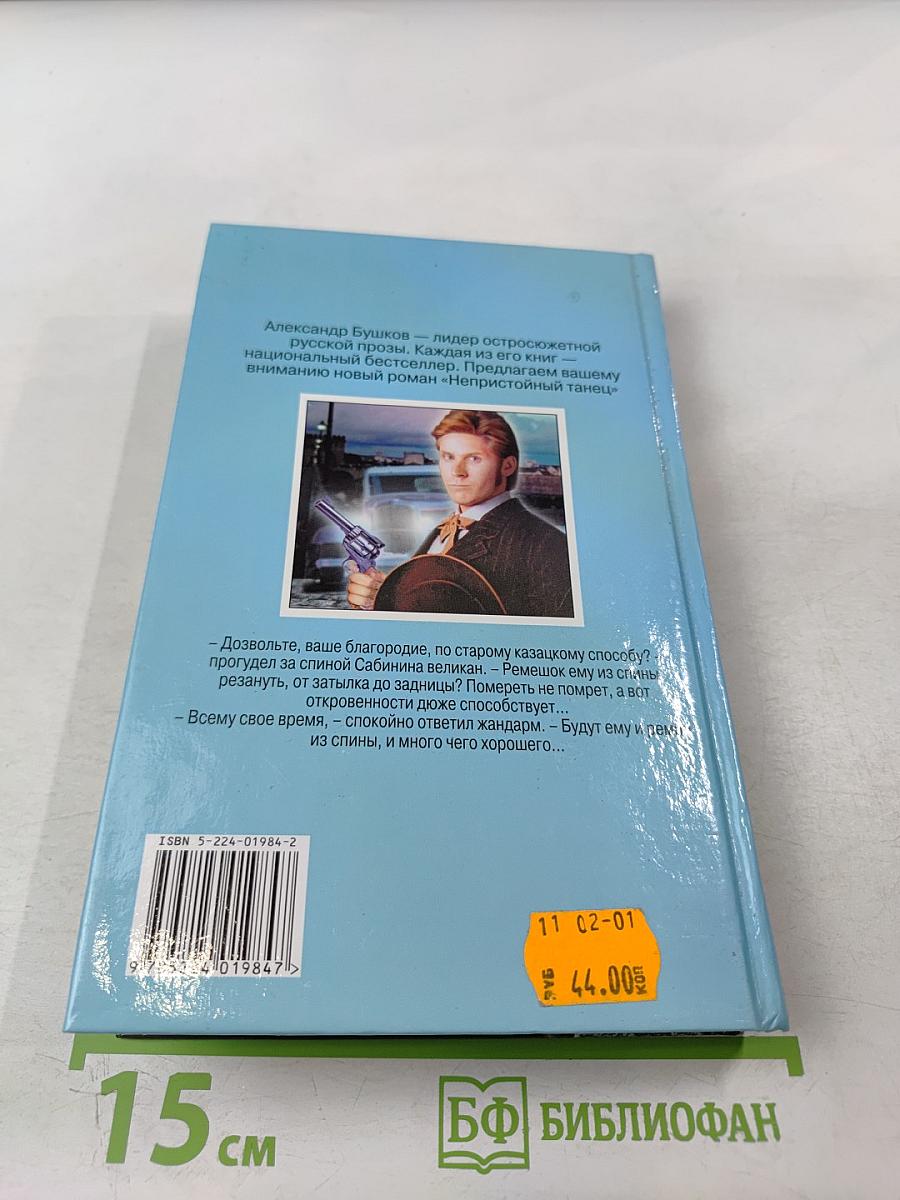 Александр Бушков — лидер остросюжетной
русской прозы. Каждая из его книг —
национальный бестселлер. Предлагаем вашему
вниманию новый роман «Непристойный танец»
– Дозвольте, ваше благородие, по старому казацкому способу? –
прогудел за спиной Сабинина великан. – Ремешок ему из спины
резануть, от затылка до задницы? Помереть не помрет, а вот
откровенности дюже способствует...
– Всему свое время, – спокойно ответил жандарм. – Будут ему и
из спины, и много чего хорошего...
ISBN 5-224-01984-2
4 019847 >
11 02-01
РУБ 44.00 КОП
15 см
БФ БИБЛИОФАН